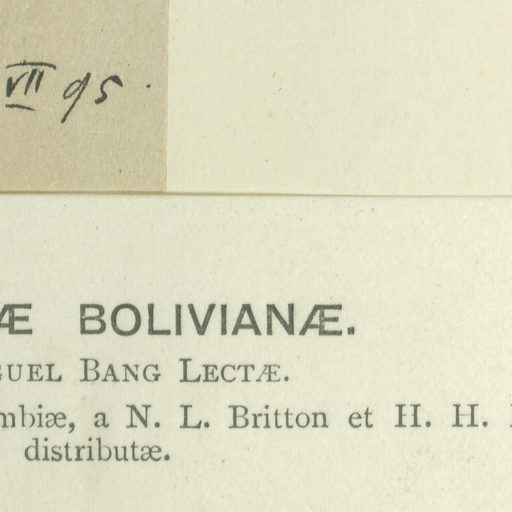 VII 95.
Æ BOLIVIANÆ.
GUEL BANG LECTÆ.
mbiæ, a N. L. Britton et H. H.
distributæ.